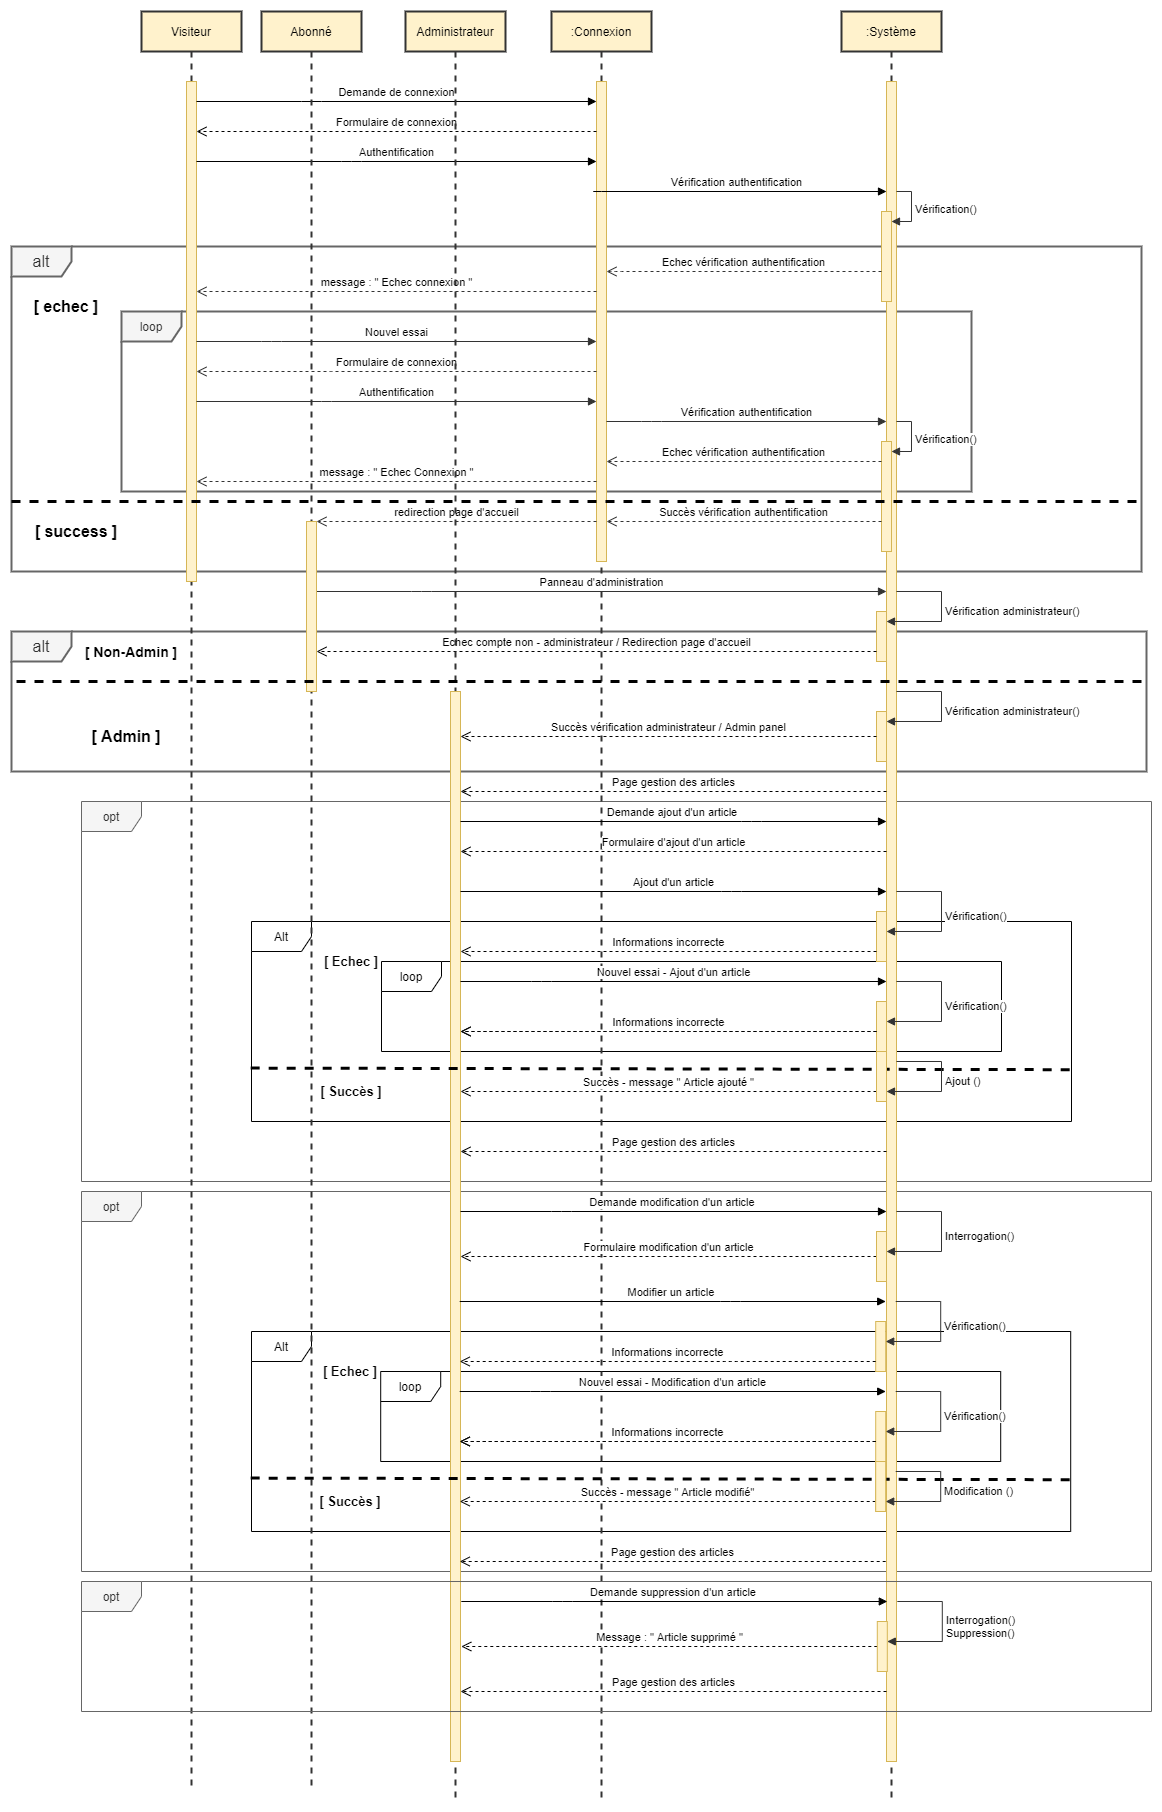 Visiteur
Abonné
Administrateur
:Connexion
:Système
Demande de connexion
Formulaire de connexion
Authentification
Vérification authentification
Vérification()
alt
Echec vérification authentification
message : " Echec connexion "
[ echec ]
loop
Nouvel essai
Formulaire de connexion
Authentification
Vérification authentification
Vérification()
Echec vérification authentification
message : " Echec Connexion "
redirection page d'accueil
Succès vérification authentification
[ success ]
Panneau d'administration
Vérification administrateur()
alt
[ Non-Admin ]
Echec compte non - administrateur / Redirection page d'accueil
Vérification administrateur()
Succès vérification administrateur / Admin panel
[ Admin ]
Page gestion des articles
opt
Demande ajout d'un article
Formulaire d'ajout d'un article
Ajout d'un article
Vérification()
Alt
Informations incorrecte
[ Echec ]
loop
Nouvel essai - Ajout d'un article
Vérification()
Informations incorrecte
Succès - message " Article ajouté "
Ajout ()
[ Succès ]
Page gestion des articles
opt
Demande modification d'un article
Interrogation()
Formulaire modification d'un article
Modifier un article
Vérification()
Alt
Informations incorrecte
[ Echec ]
loop
Nouvel essai - Modification d'un article
Vérification()
Informations incorrecte
Succès - message " Article modifié"
Modification ()
[ Succès ]
Page gestion des articles
opt
Demande suppression d'un article
Interrogation()
Suppression()
Message : " Article supprimé "
Page gestion des articles